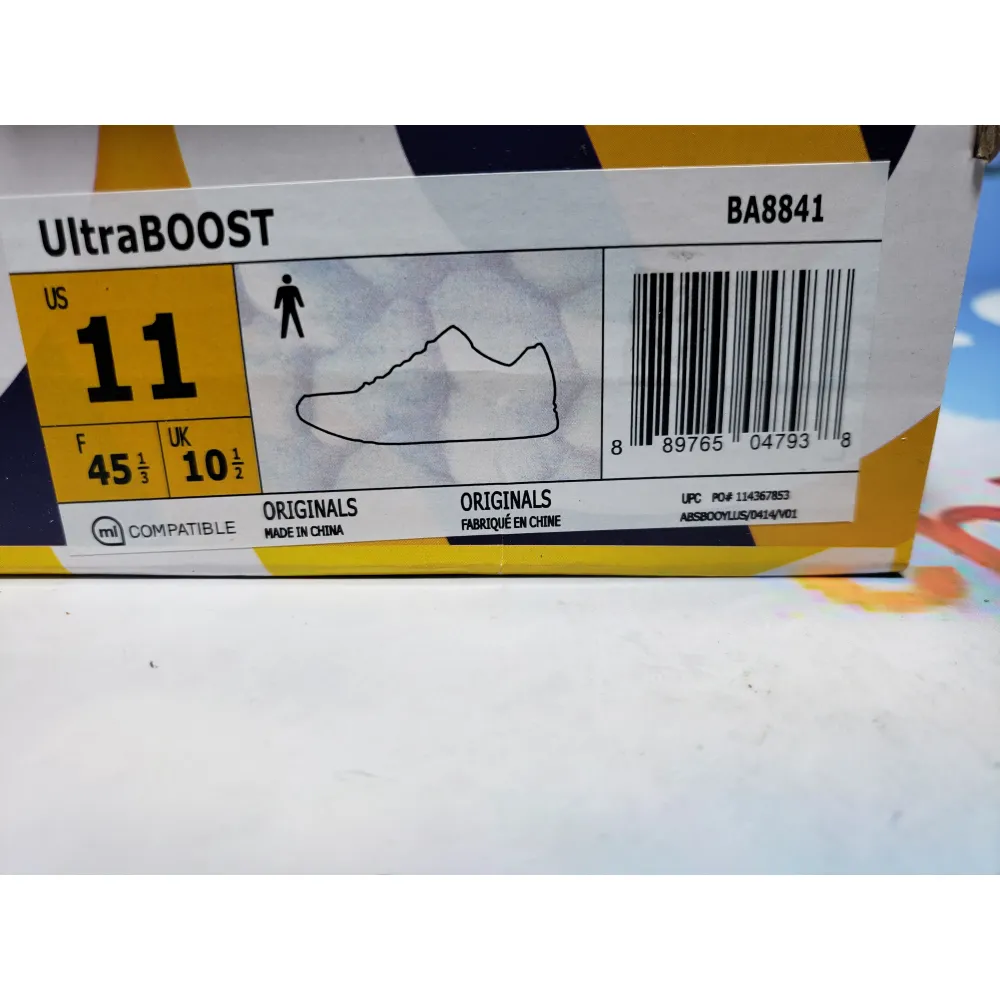 UltraBOOST
BA8841
US
11
F
45 1/3
UK
10 1/2
8 89765 04793 8
mi COMPATIBLE
ORIGINALS
MADE IN CHINA
ORIGINALS
FABRIQUÉ EN CHINE
UPC PO# 114367853
ABSBOOYLUS/0414/V01